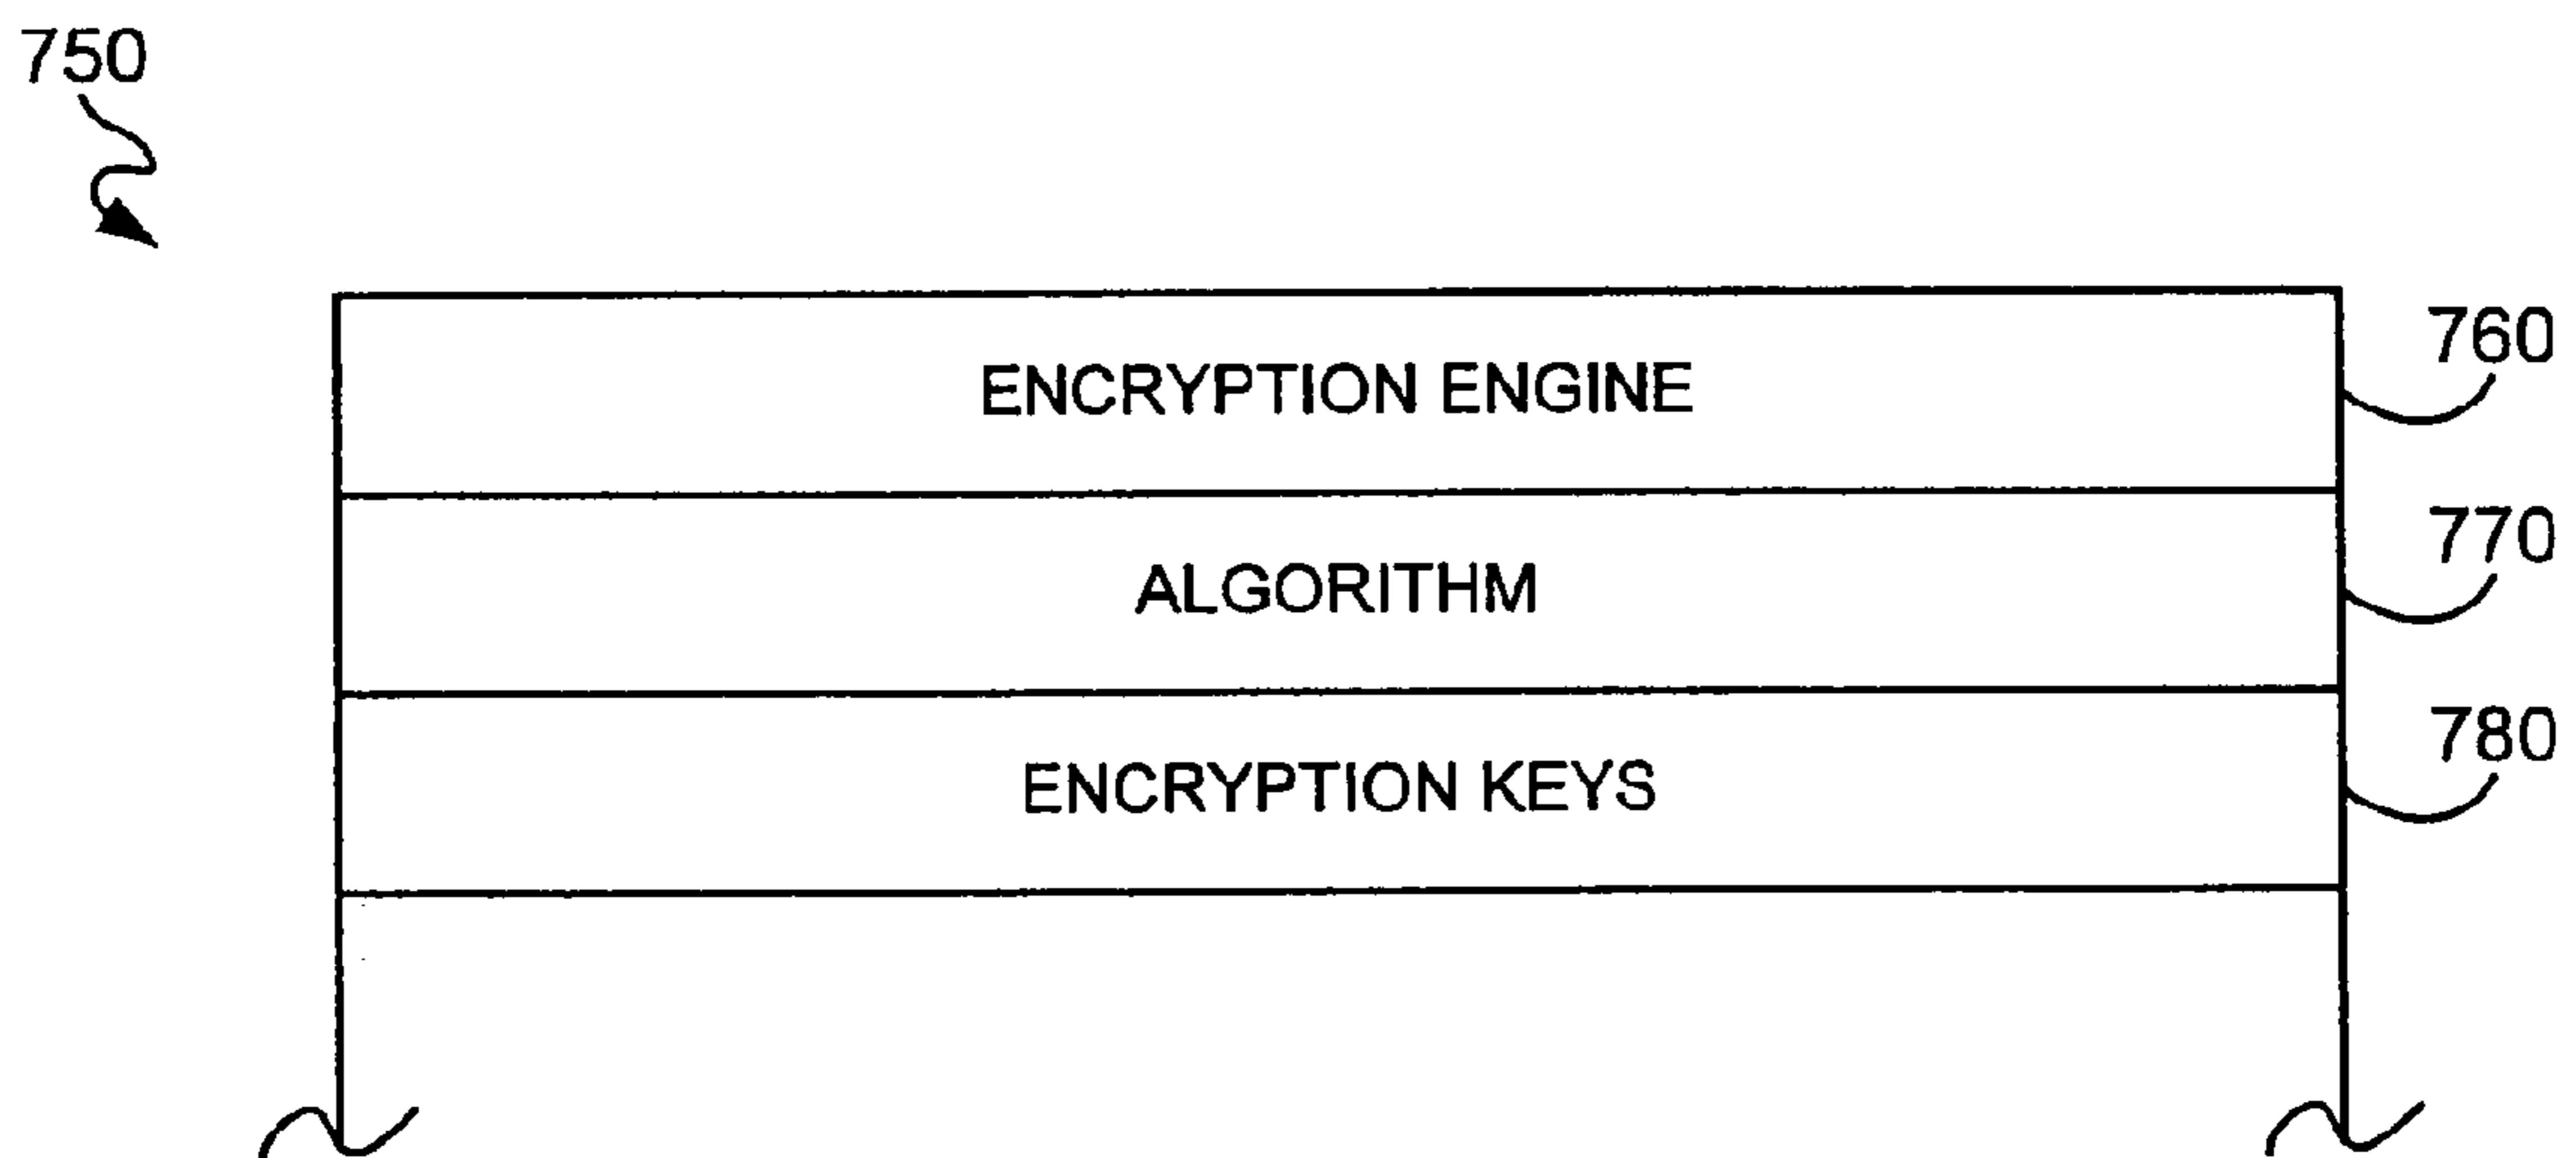 750
ENCRYPTION ENGINE
760
ALGORITHM
770
ENCRYPTION KEYS
780